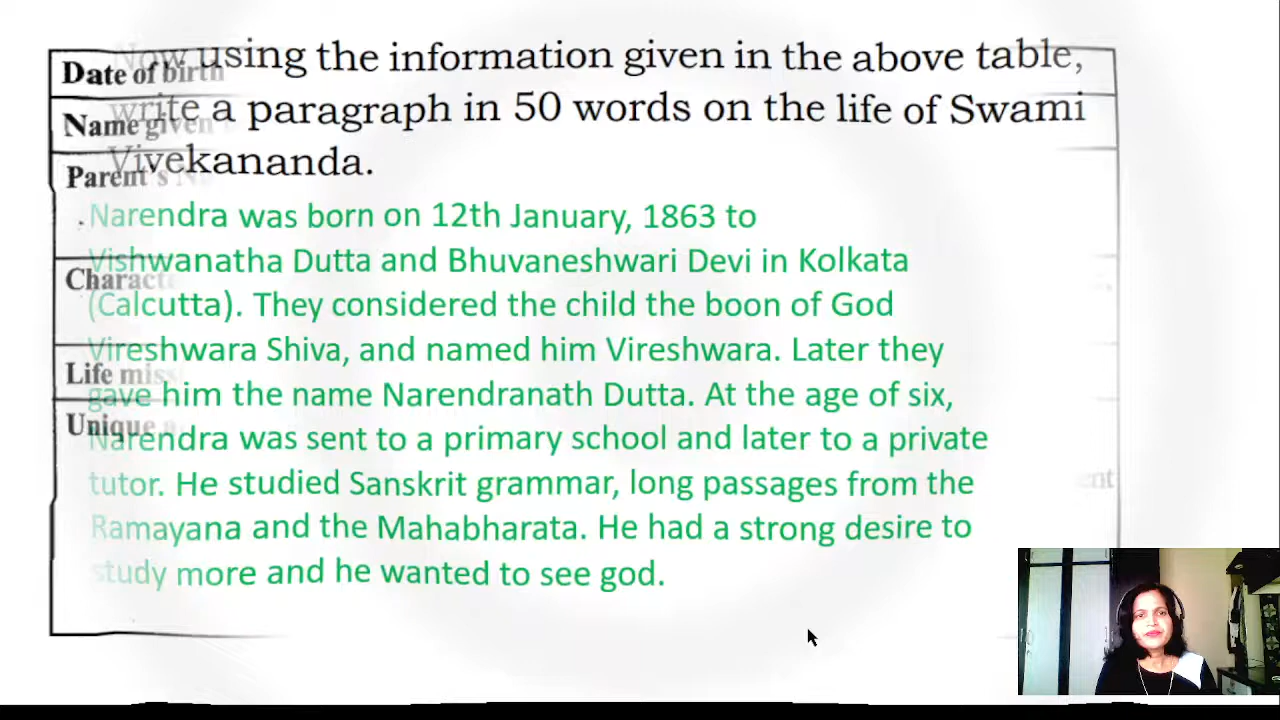 Now using the information given in the above table,
write a paragraph in 50 words on the life of Swami
Vivekananda.
Date of birth
Name given
Parent's
Charact
Life miss
Unique
Narendra was born on 12th January, 1863 to
Vishwanatha Dutta and Bhuvaneshwari Devi in Kolkata
(Calcutta). They considered the child the boon of God
Vireshwara Shiva, and named him Vireshwara. Later they
gave him the name Narendranath Dutta. At the age of six,
Narendra was sent to a primary school and later to a private
tutor. He studied Sanskrit grammar, long passages from the
Ramayana and the Mahabharata. He had a strong desire to
study more and he wanted to see god.